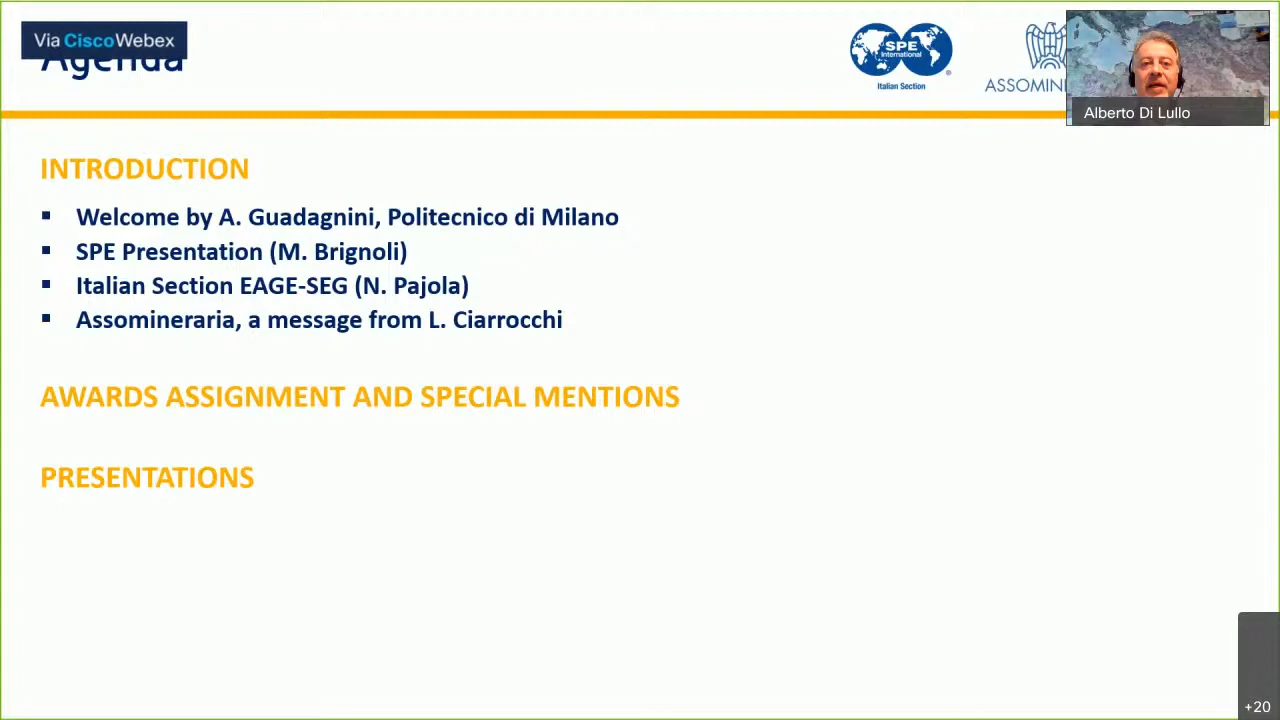 Via CiscoWebex
Agenda
SPE
International
Italian Section
ASSOMIN
Alberto Di Lullo
INTRODUCTION
▪ Welcome by A. Guadagnini, Politecnico di Milano
▪ SPE Presentation (M. Brignoli)
▪ Italian Section EAGE-SEG (N. Pajola)
▪ Assomineraria, a message from L. Ciarrocchi
AWARDS ASSIGNMENT AND SPECIAL MENTIONS
PRESENTATIONS
+20